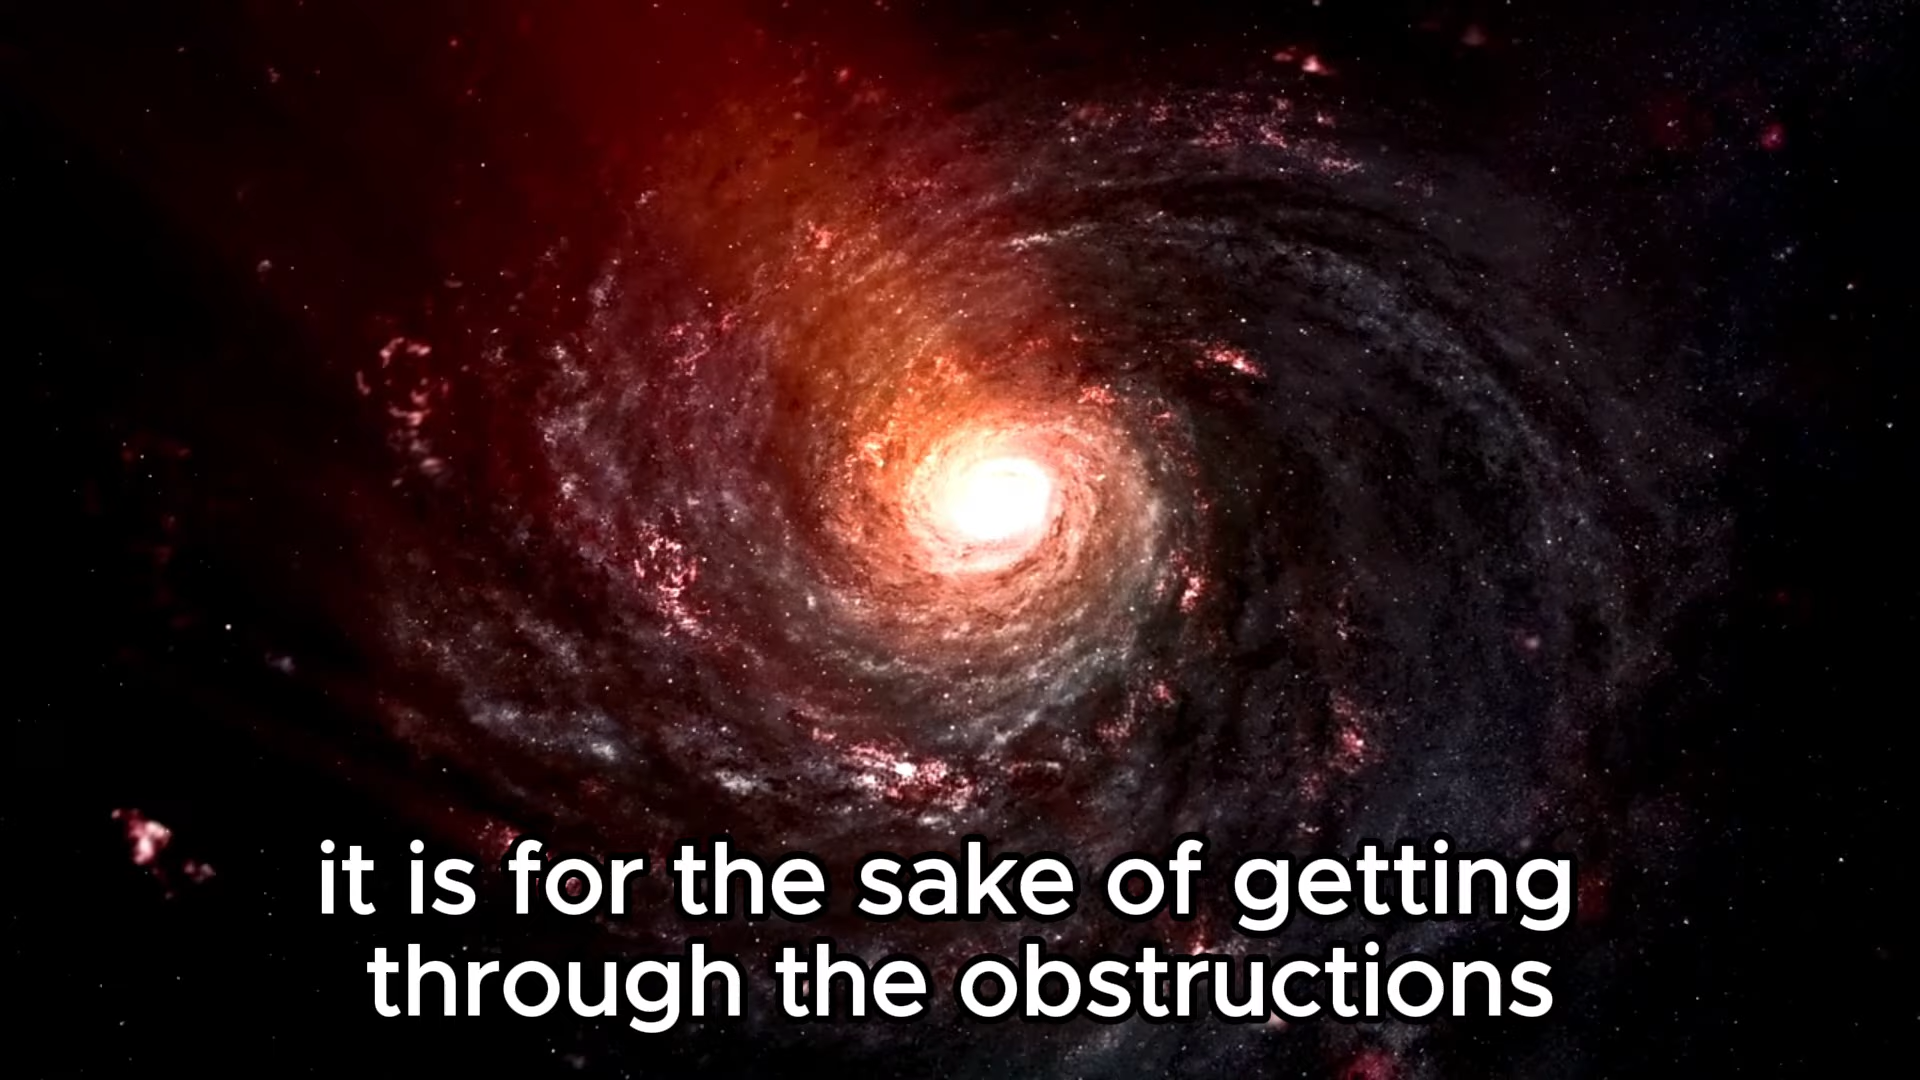 it is for the sake of getting
through the obstructions